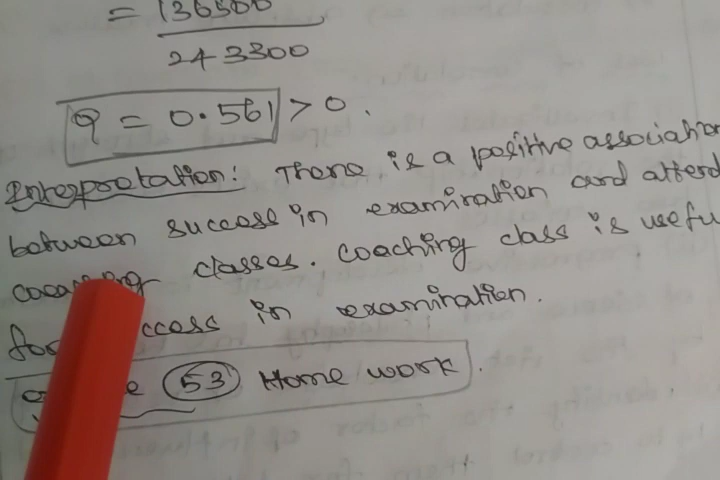 = 136500
243300
Q = 0.561 > 0.
Interpretation: There is a positive association
between success in examination and attend
classes. coaching class is useful
in examination.
53 Home work.